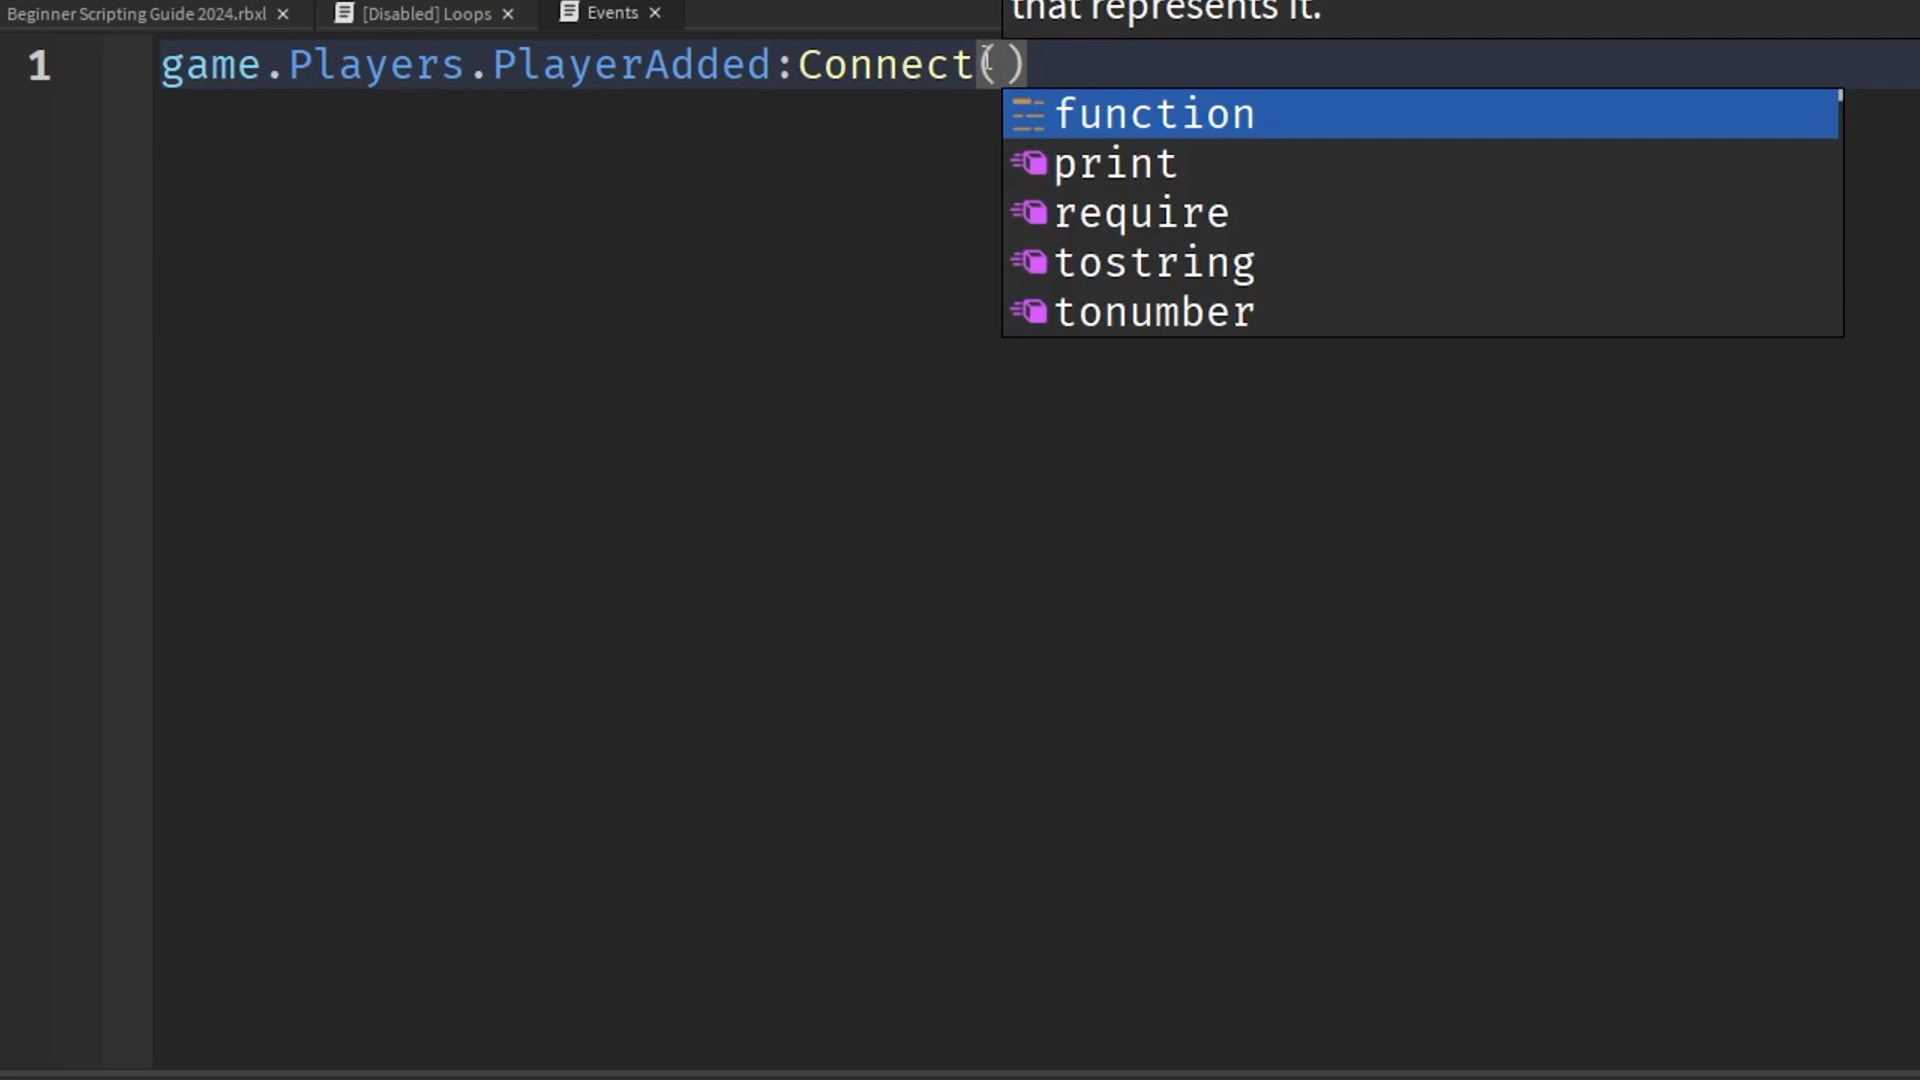 Beginner Scripting Guide 2024.rbxl × [Disabled] Loops × Events ×
that represents it.
1 game.Players.PlayerAdded:Connect()
function
print
require
tostring
tonumber